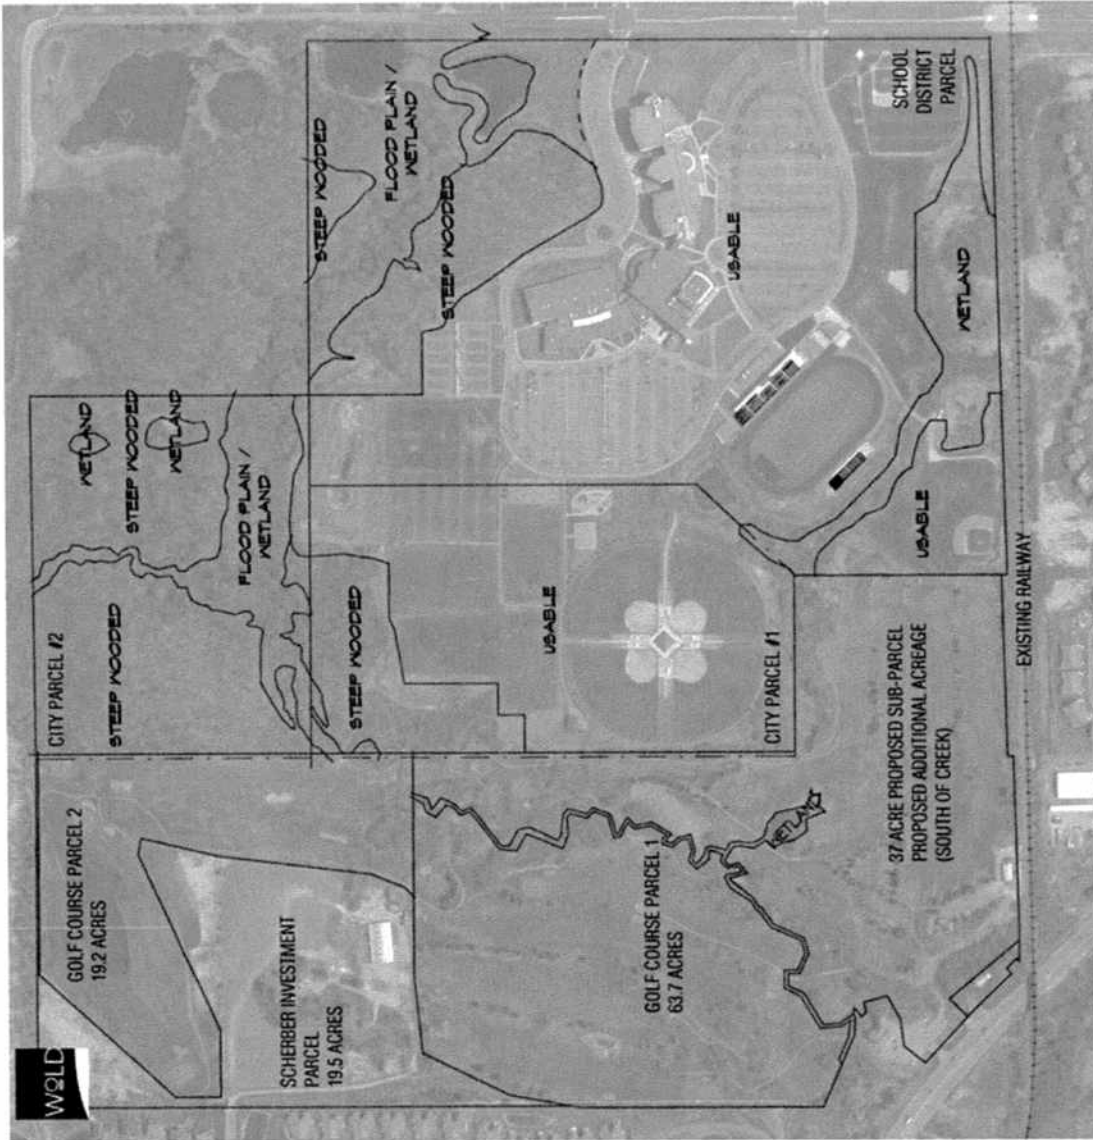 WOLD
GOLF COURSE PARCEL 2
19.2 ACRES
SCHERBER INVESTMENT
PARCEL
19.5 ACRES
GOLF COURSE PARCEL 1
63.7 ACRES
WETLAND
37 ACRE PROPOSED SUB-PARCEL
PROPOSED ADDITIONAL ACREAGE
(SOUTH OF CREEK)
CITY PARCEL #2
STEEP WOODED
STEEP WOODED
FLOOD PLAIN /
WETLAND
STEEP WOODED
WETLAND
WETLAND
USABLE
CITY PARCEL #1
USABLE
EXISTING RAILWAY
STEEP WOODED
FLOOD PLAIN /
WETLAND
STEEP WOODED
USABLE
WETLAND
SCHOOL
DISTRICT
PARCEL